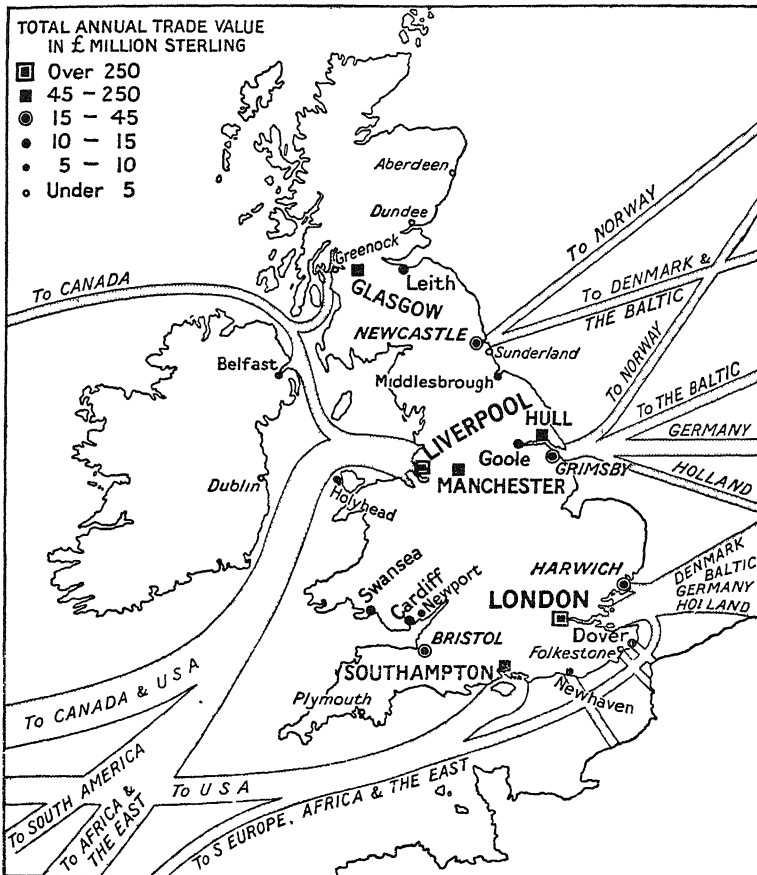 TOTAL ANNUAL TRADE VALUE
IN £ MILLION STERLING
Over 250
45 - 250
15 - 45
10 - 15
5 - 10
Under 5
Aberdeen
Dundee
Greenock
Leith
GLASGOW
TO CANADA
TO NORWAY
TO DENMARK &
THE BALTIC
NEWCASTLE
Sunderland
TO NORWAY
Belfast
Middlesbrough
TO THE BALTIC
LIVERPOOL
HULL
GERMANY
Goole
GRIMSBY
HOLLAND
MANCHESTER
Dublin
Holyhead
HARWICH
DENMARK
BALTIC
GERMANY
HOLLAND
Swansea
Cardiff
Newport
LONDON
Dover
Folkestone
BRISTOL
SOUTHAMPTON
Newhaven
Plymouth
TO CANADA & USA
TO USA
TO SOUTH AMERICA
TO AFRICA &
THE EAST
TO S EUROPE, AFRICA & THE EAST